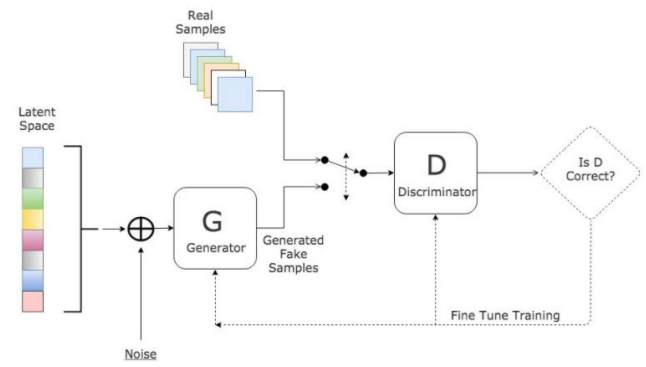 Real
Samples
Latent
Space
G
Generator
Generated
Fake
Samples
Noise
D
Discriminator
Is D
Correct?
Fine Tune Training